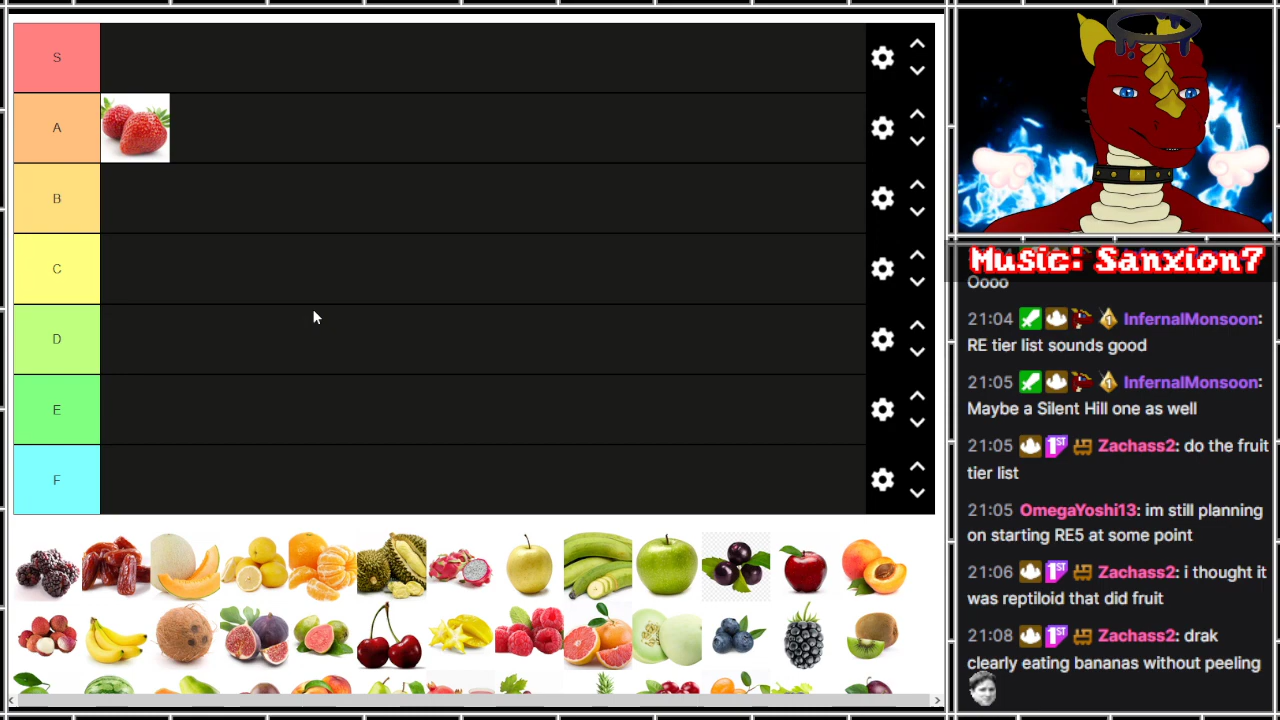 S
A
B
C
D
E
F
Music: Sanxion7
Oooo
21:04 InfernalMonsoon:
RE tier list sounds good
21:05 InfernalMonsoon:
Maybe a Silent Hill one as well
21:05 1ST Zachass2: do the fruit
tier list
21:05 OmegaYoshi13: im still planning
on starting RE5 at some point
21:06 1ST Zachass2: i thought it
was reptiloid that did fruit
21:08 1ST Zachass2: drak
clearly eating bananas without peeling